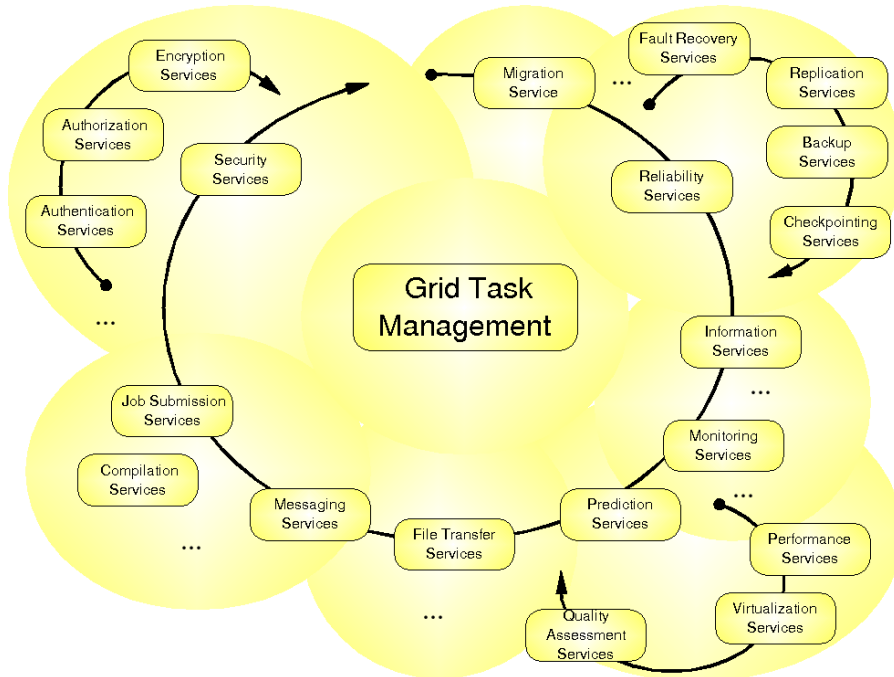 Encryption
Services
Authorization
Services
Authentication
Services
...
Security
Services
Migration
Service
...
Fault Recovery
Services
Replication
Services
Backup
Services
Checkpointing
Services
Reliability
Services
Grid Task
Management
Information
Services
...
Monitoring
Services
...
Job Submission
Services
Compilation
Services
...
Messaging
Services
File Transfer
Services
...
Prediction
Services
Performance
Services
Virtualization
Services
Quality
Assessment
Services